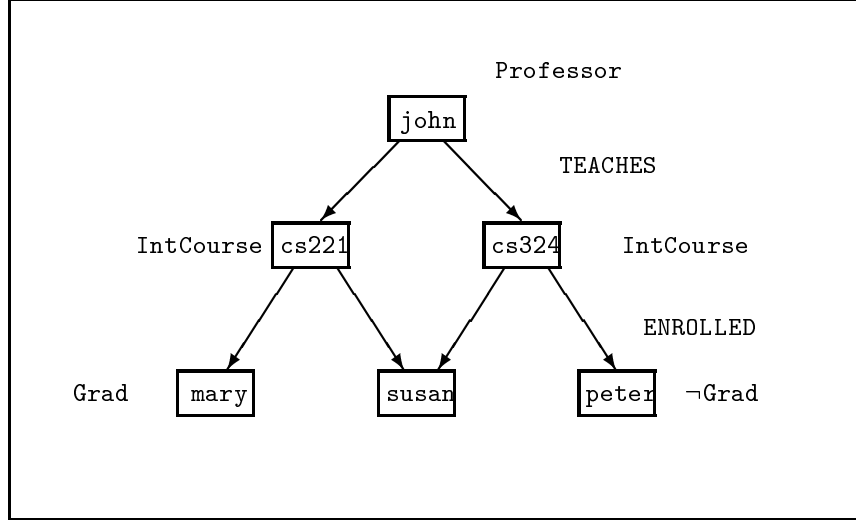 Professor
john
TEACHES
IntCourse cs221 cs324 IntCourse
ENROLLED
Grad mary susan peter ¬Grad